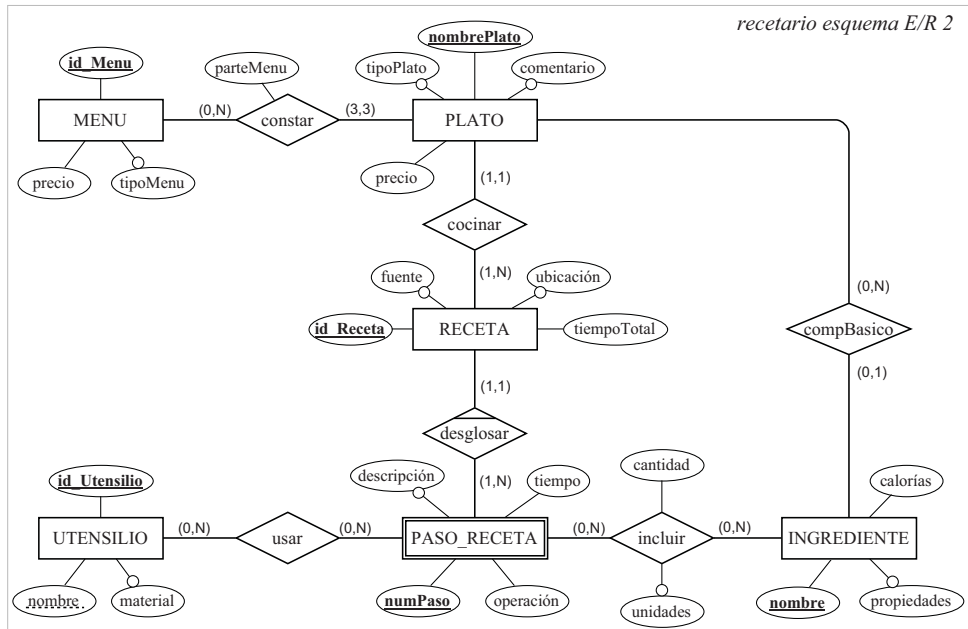 recetario esquema E/R 2
nombrePlato
id_Menu
parteMenu
tipoPlato
comentario
MENU
(0,N)
constar
(3,3)
PLATO
precio
tipoMenu
precio
(1,1)
cocinar
fuente
(1,N)
ubicación
(0,N)
id_Receta
RECETA
tiempoTotal
compBasico
(1,1)
(0,1)
desglosar
id_Utensilio
descripción
(1,N)
tiempo
cantidad
calorías
UTENSILIO
(0,N)
usar
(0,N)
PASO_RECETA
(0,N)
incluir
(0,N)
INGREDIENTE
nombre
material
numPaso
operación
unidades
nombre
propiedades